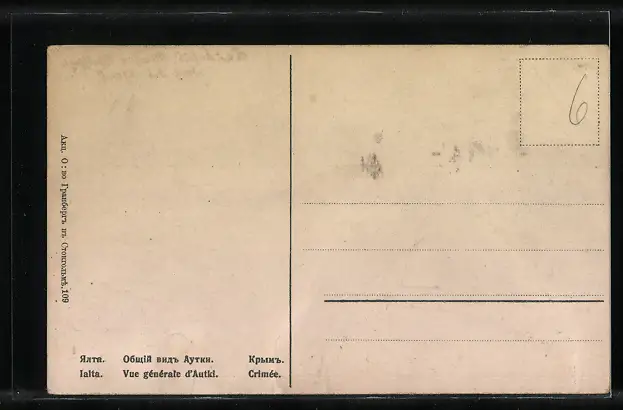 6
Акц. О-во Гранбергъ въ Стокгольмѣ, 109
Ялта. Общій видъ Аутки. Крымъ.
Ialta. Vue générale d'Autki. Crimée.